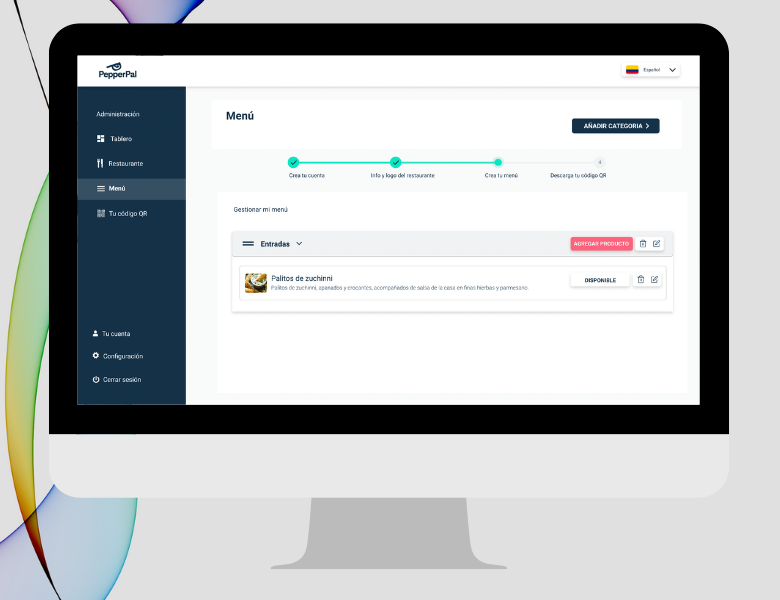 PepperPal
Español
Administración
Tablero
Restaurante
Menú
Tu código QR
Tu cuenta
Configuración
Cerrar sesión
Menú
AÑADIR CATEGORIA
4
Crea tu cuenta
Info y logo del restaurante
Crea tu menú
Descarga tu código QR
Gestionar mi menú
Entradas
AGREGAR PRODUCTO
Palitos de zuchinni
Palitos de zuchinni, apanados y crocantes, acompañados de salsa de la casa en finas hierbas y parmesano.
DISPONIBLE